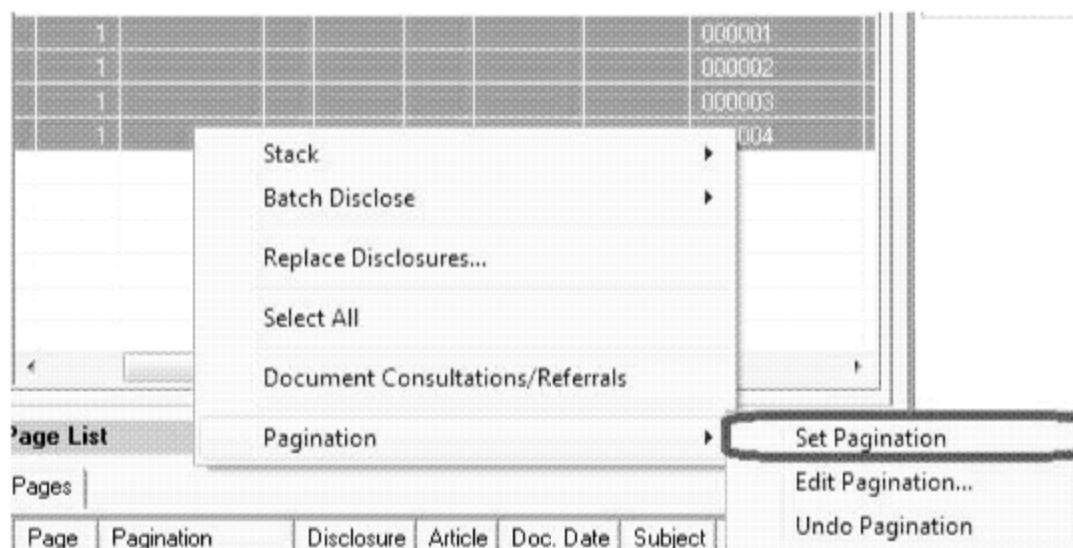 1 000001
1 000002
1 000003
1 004
Stack
Batch Disclose
Replace Disclosures...
Select All
Document Consultations/Referrals
Page List Pagination Set Pagination
Pages Edit Pagination...
Undo Pagination
Page Pagination Disclosure Article Doc. Date Subject